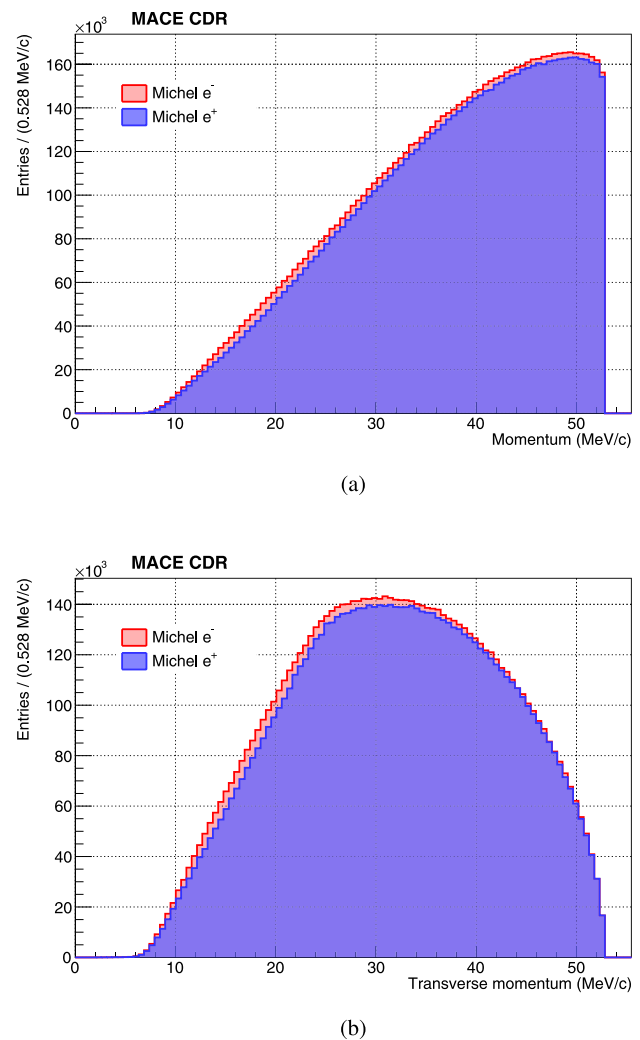 MACE CDR
×10³
Entries / (0.528 MeV/c)
Michel e⁻
Michel e⁺
160
140
120
100
80
60
40
20
0
0 10 20 30 40 50
Momentum (MeV/c)
(a)
MACE CDR
×10³
Entries / (0.528 MeV/c)
Michel e⁻
Michel e⁺
140
120
100
80
60
40
20
0
0 10 20 30 40 50
Transverse momentum (MeV/c)
(b)